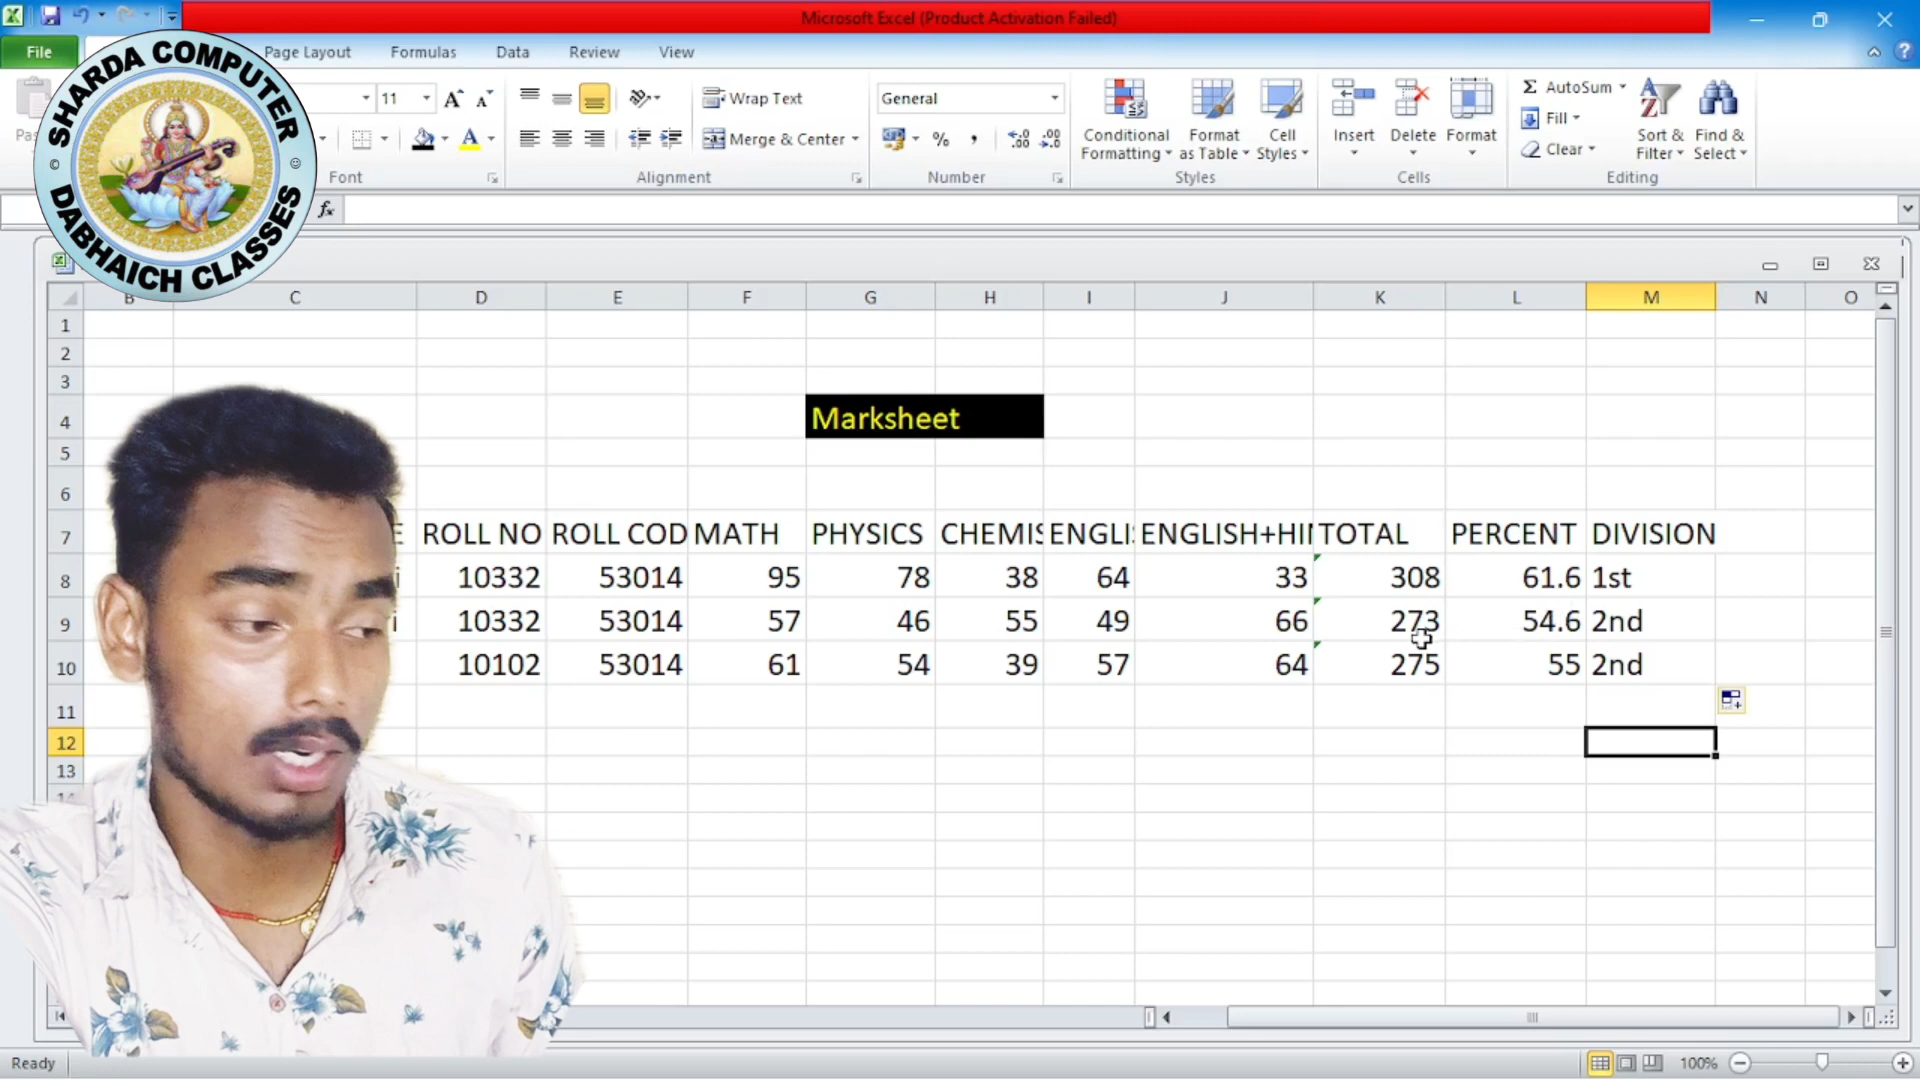 Microsoft Excel (Product Activation Failed)
File
Page Layout
Formulas
Data
Review
View
SHARDA COMPUTER
DABHAICH CLASSES
11
Wrap Text
General
Merge & Center
Conditional Formatting
Format as Table
Cell Styles
Insert
Delete
Format
AutoSum
Fill
Clear
Sort & Filter
Find & Select
Font
Alignment
Number
Styles
Cells
Editing
fx
B C D E F G H I J K L M N O
1
2
3
4 Marksheet
5
6
7 E ROLL NO ROLL COD MATH PHYSICS CHEMIS ENGLI ENGLISH+HI TOTAL PERCENT DIVISION
8 i 10332 53014 95 78 38 64 33 308 61.6 1st
9 i 10332 53014 57 46 55 49 66 273 54.6 2nd
10 10102 53014 61 54 39 57 64 275 55 2nd
11
12
13
Ready
100%